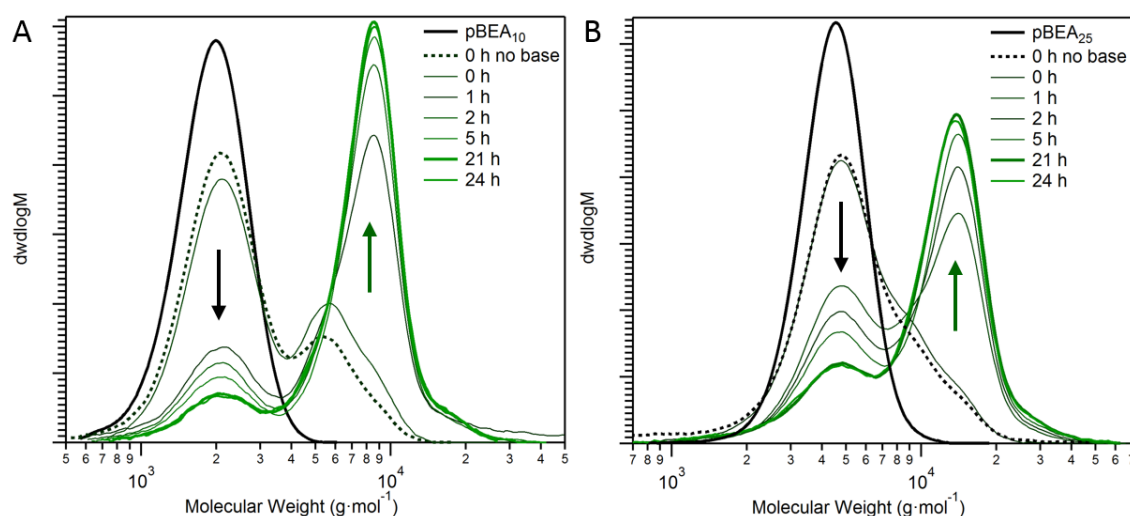 A
pBEA₁₀
0 h no base
0 h
1 h
2 h
5 h
21 h
24 h
dwdlogM
5 6 7 8 9 2 3 4 5 6 7 8 9 2 3 4 5
10³ 10⁴
Molecular Weight (g·mol⁻¹)
B
pBEA₂₅
0 h no base
0 h
1 h
2 h
5 h
21 h
24 h
dwdlogM
7 8 9 2 3 4 5 6 7 8 9 2 3 4 5 6
10³ 10⁴
Molecular Weight (g·mol⁻¹)